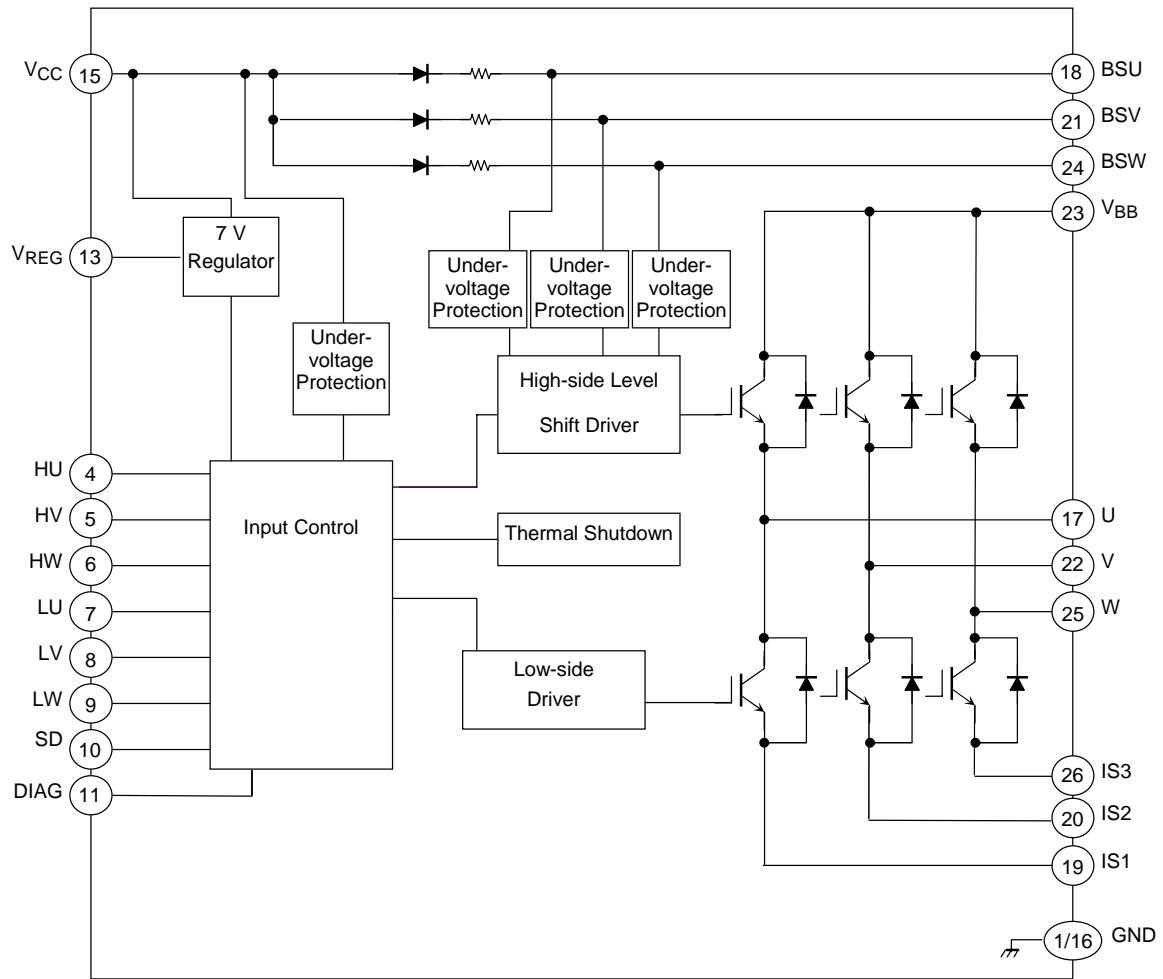 VCC 15
18 BSU
21 BSV
24 BSW
23 VBB
VREG 13
7 V
Regulator
Under-
voltage
Protection
Under-
voltage
Protection
Under-
voltage
Protection
Under-
voltage
Protection
High-side Level
Shift Driver
HU 4
HV 5
HW 6
LU 7
LV 8
LW 9
SD 10
DIAG 11
Input Control
Thermal Shutdown
Low-side
Driver
17 U
22 V
25 W
26 IS3
20 IS2
19 IS1
1/16 GND